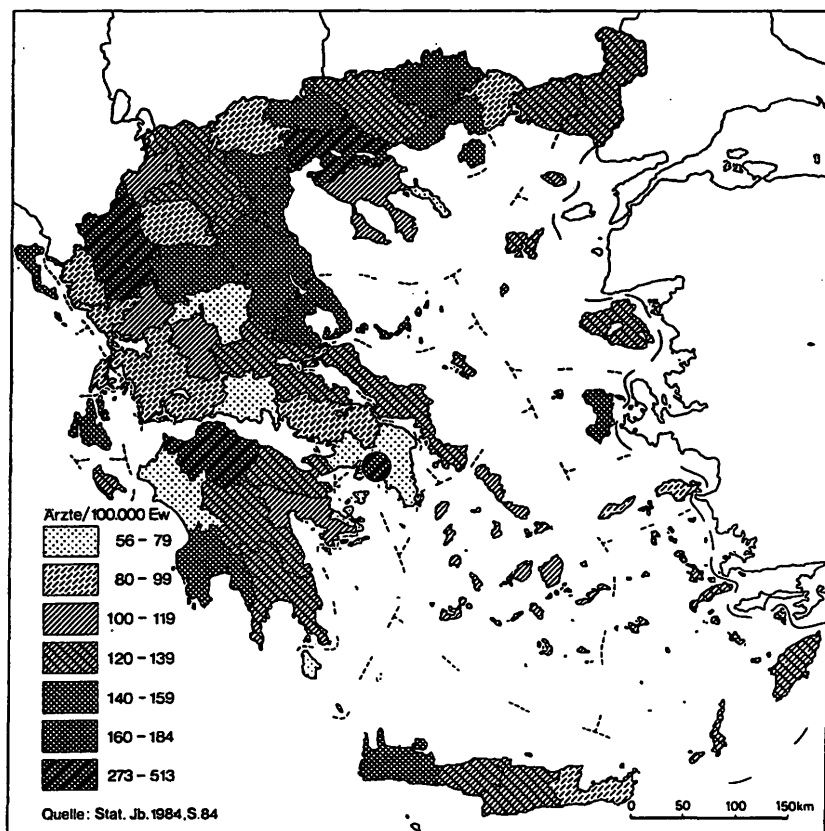 Ärzte/100.000 Ew
56 – 79
80 – 99
100 – 119
120 – 139
140 – 159
160 – 184
273 – 513
Quelle: Stat. Jb. 1984, S. 84
0 50 100 150km